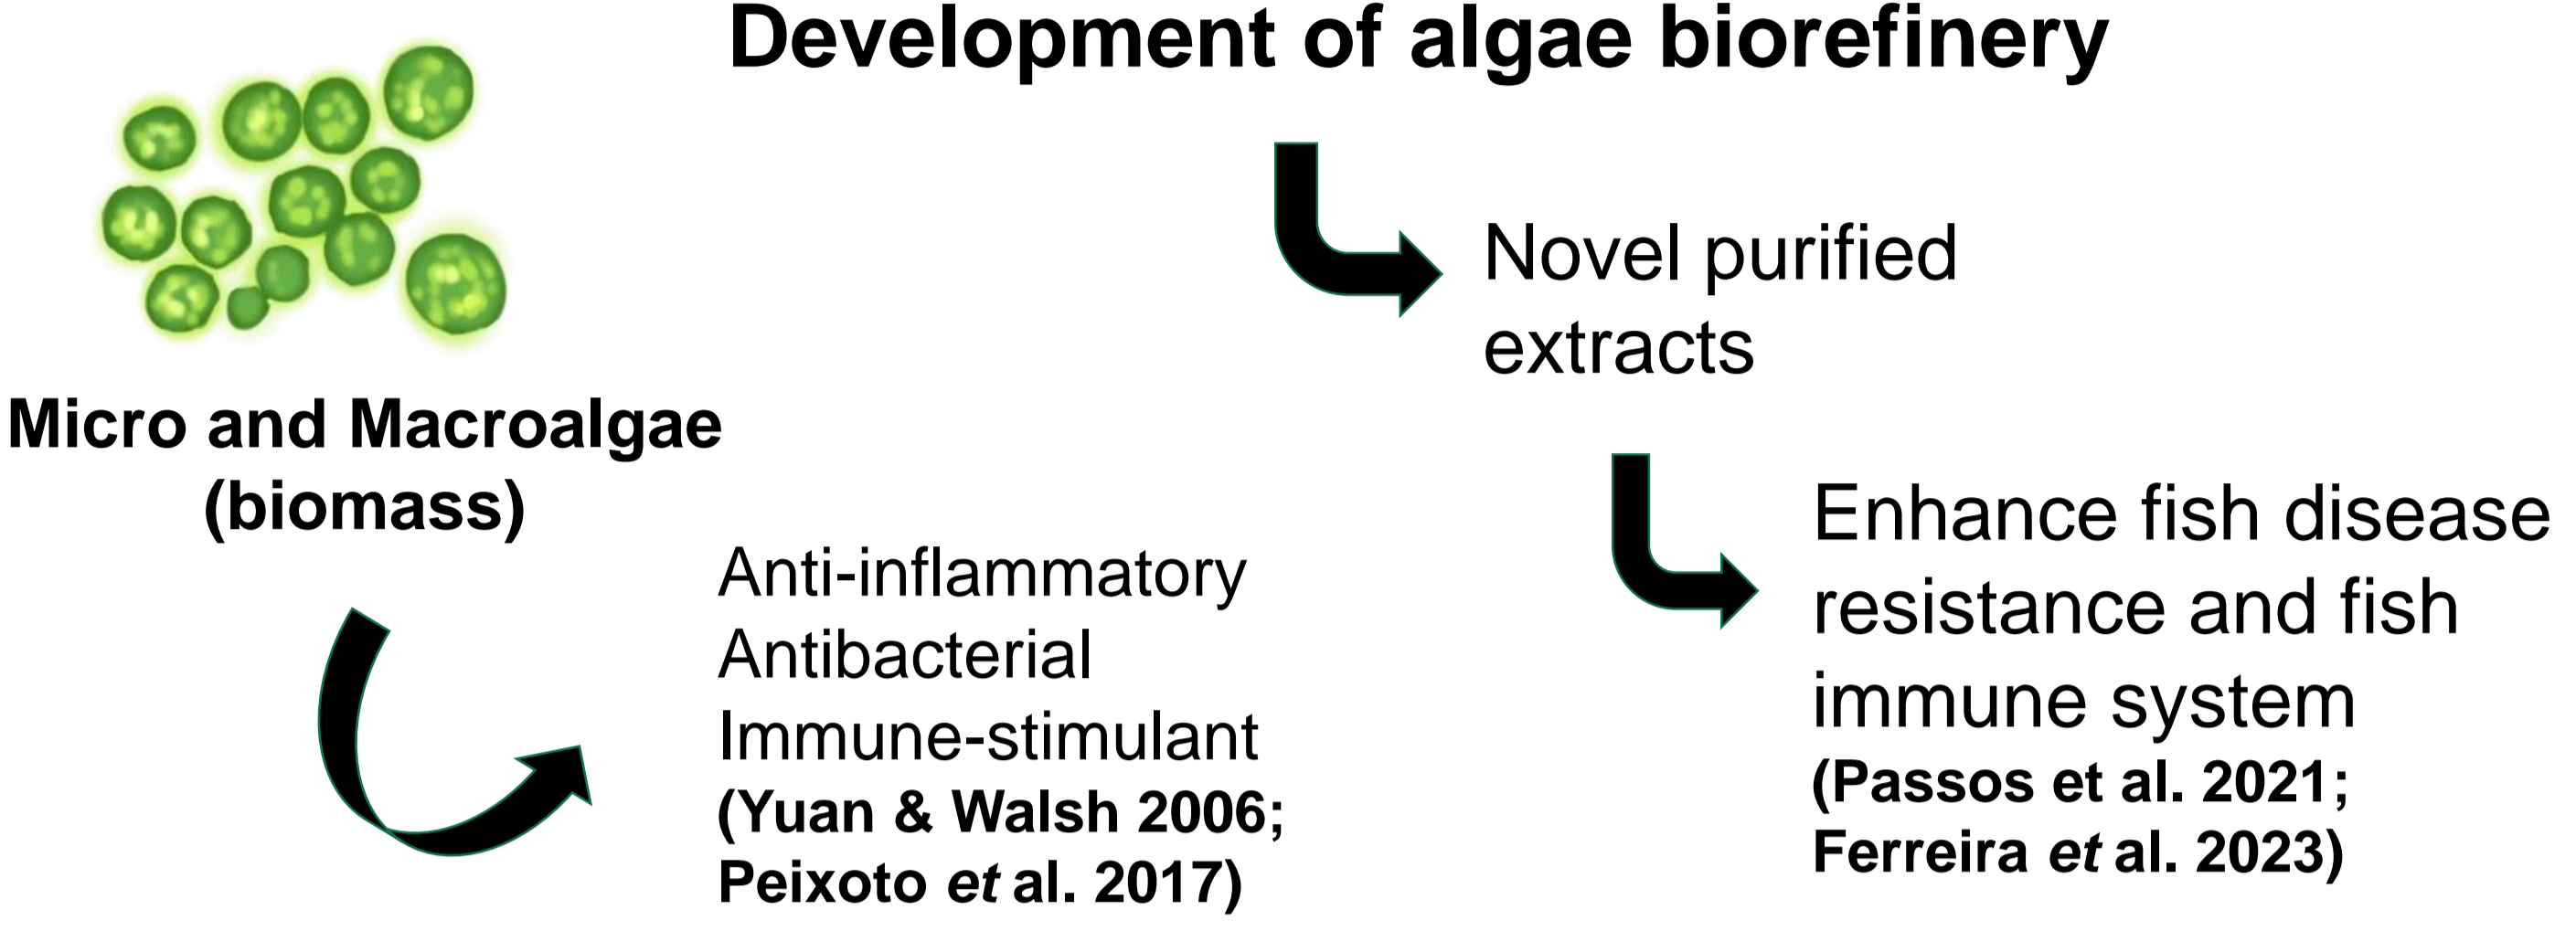 Development of algae biorefinery
Novel purified
extracts
Micro and Macroalgae
(biomass)
Anti-inflammatory
Antibacterial
Immune-stimulant
(Yuan & Walsh 2006;
Peixoto et al. 2017)
Enhance fish disease
resistance and fish
immune system
(Passos et al. 2021;
Ferreira et al. 2023)